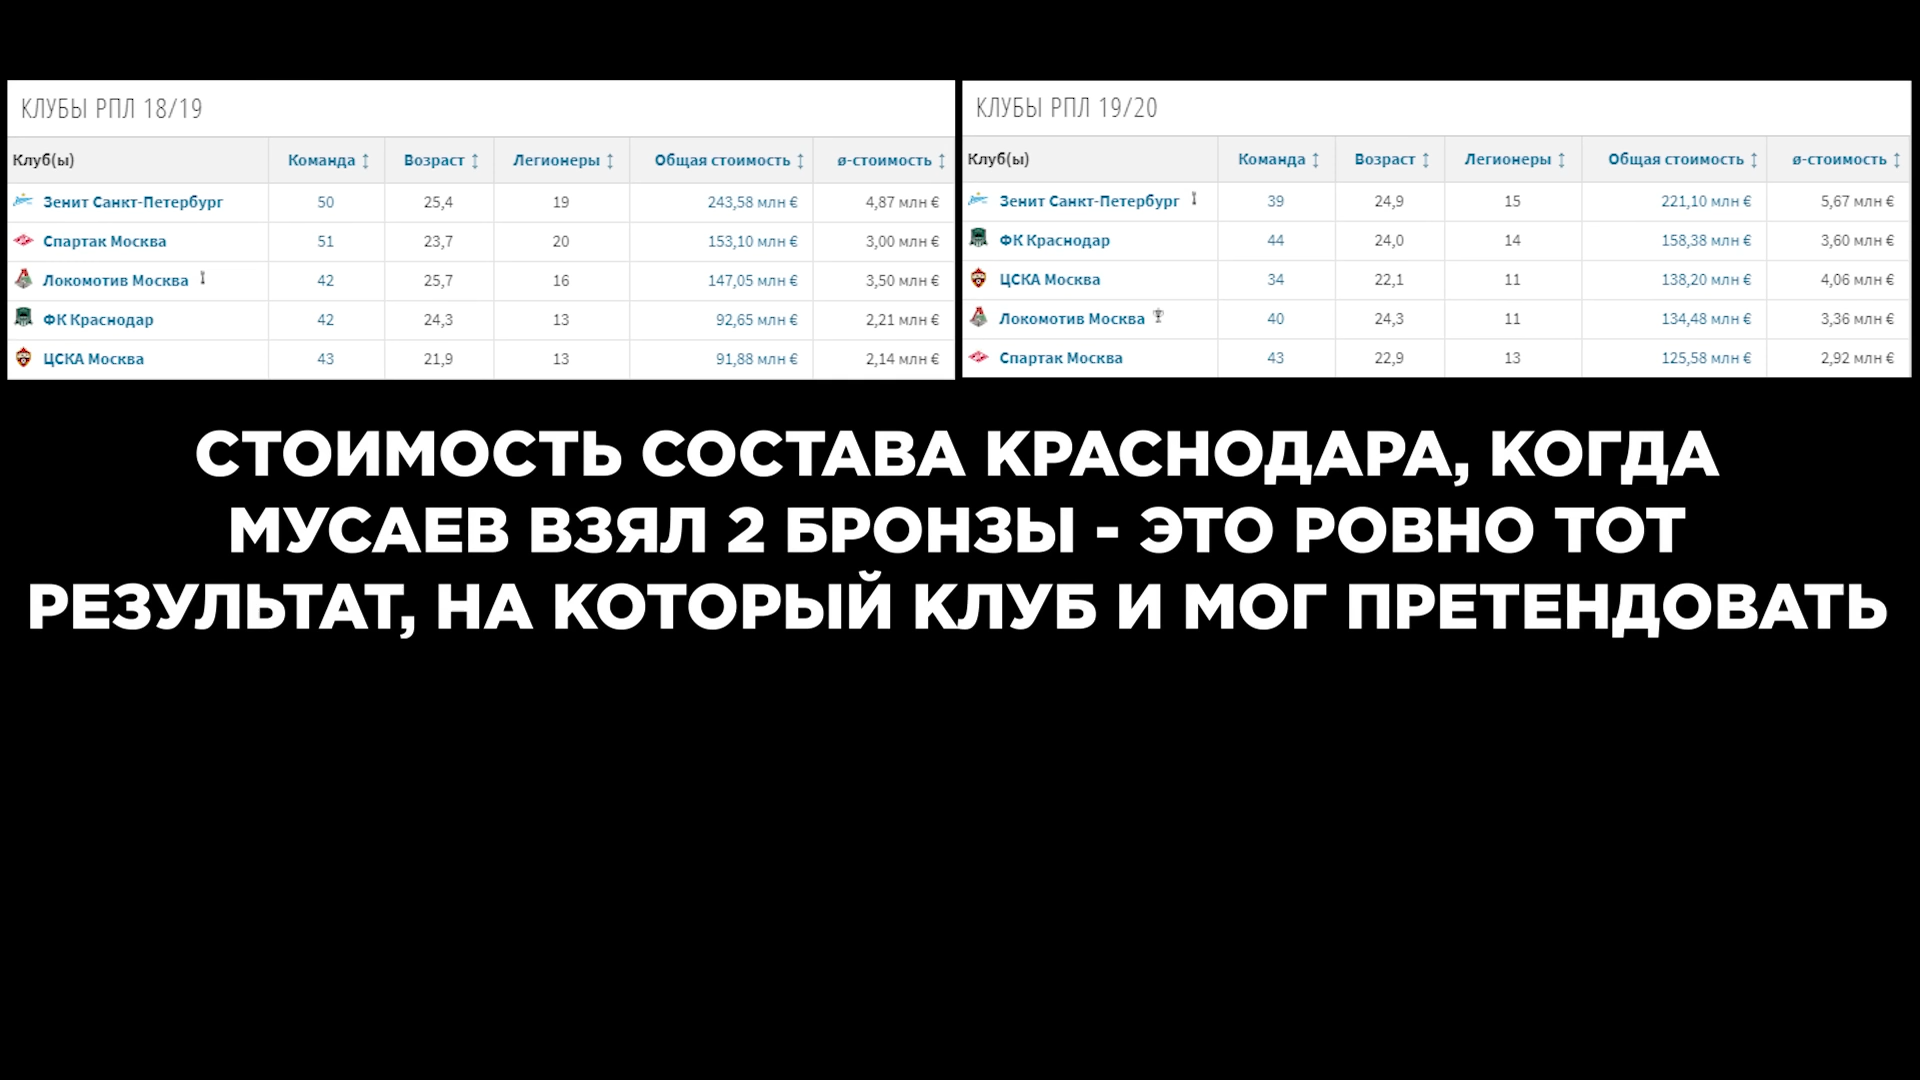 КЛУБЫ РПЛ 18/19
Клуб(ы) Команда Возраст Легионеры Общая стоимость ø-стоимость
Зенит Санкт-Петербург 50 25,4 19 243,58 млн € 4,87 млн €
Спартак Москва 51 23,7 20 153,10 млн € 3,00 млн €
Локомотив Москва 42 25,7 16 147,05 млн € 3,50 млн €
ФК Краснодар 42 24,3 13 92,65 млн € 2,21 млн €
ЦСКА Москва 43 21,9 13 91,88 млн € 2,14 млн €
КЛУБЫ РПЛ 19/20
Клуб(ы) Команда Возраст Легионеры Общая стоимость ø-стоимость
Зенит Санкт-Петербург 39 24,9 15 221,10 млн € 5,67 млн €
ФК Краснодар 44 24,0 14 158,38 млн € 3,60 млн €
ЦСКА Москва 34 22,1 11 138,20 млн € 4,06 млн €
Локомотив Москва 40 24,3 11 134,48 млн € 3,36 млн €
Спартак Москва 43 22,9 13 125,58 млн € 2,92 млн €
СТОИМОСТЬ СОСТАВА КРАСНОДАРА, КОГДА
МУСАЕВ ВЗЯЛ 2 БРОНЗЫ - ЭТО РОВНО ТОТ
РЕЗУЛЬТАТ, НА КОТОРЫЙ КЛУБ И МОГ ПРЕТЕНДОВАТЬ